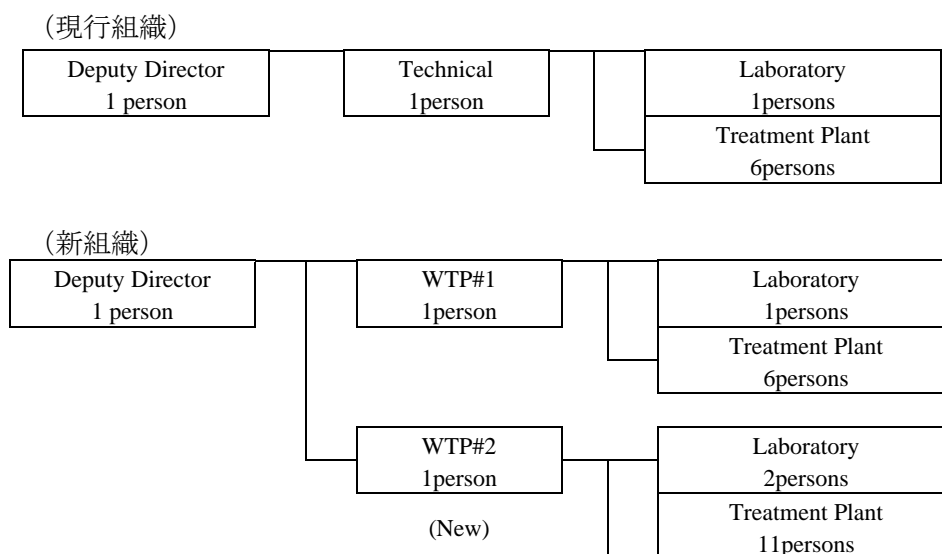 （現行組織）
Deputy Director
1 person
Technical
1person
Laboratory
1persons
Treatment Plant
6persons
（新組織）
Deputy Director
1 person
WTP#1
1person
Laboratory
1persons
Treatment Plant
6persons
WTP#2
1person
(New)
Laboratory
2persons
Treatment Plant
11persons